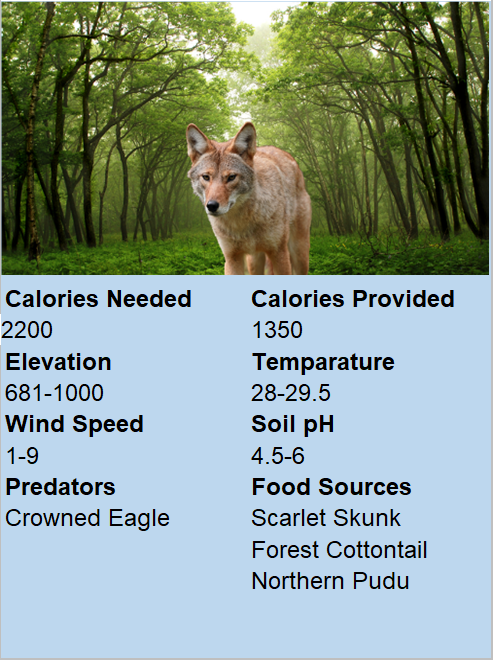 Calories Needed
2200
Elevation
681-1000
Wind Speed
1-9
Predators
Crowned Eagle
Calories Provided
1350
Temparature
28-29.5
Soil pH
4.5-6
Food Sources
Scarlet Skunk
Forest Cottontail
Northern Pudu